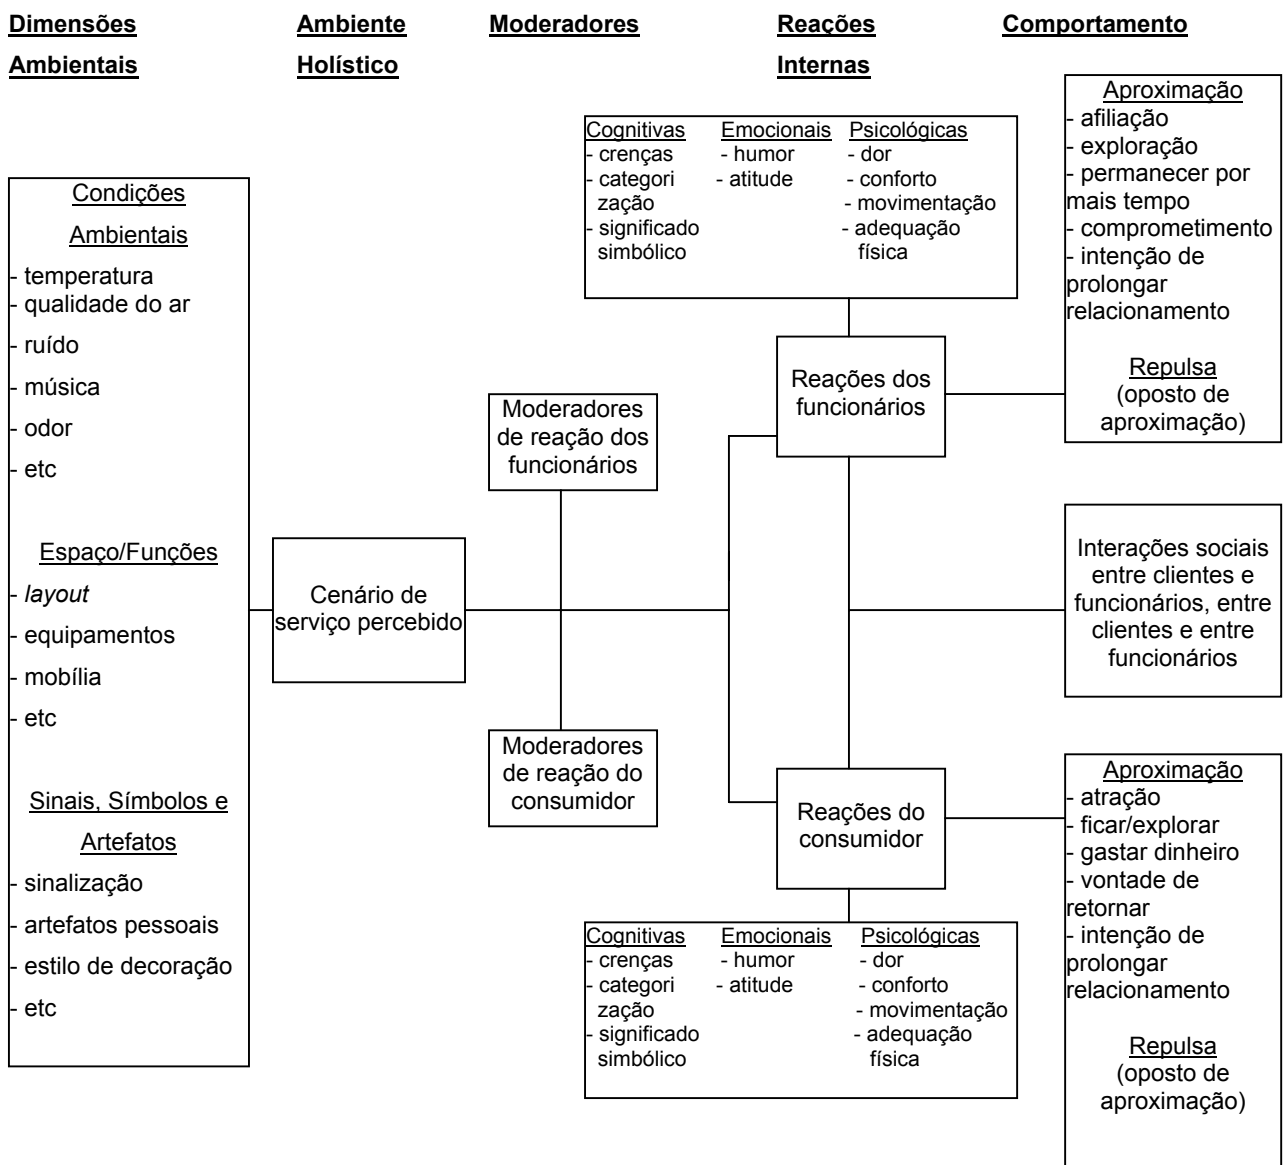 Dimensões
Ambientais
Ambiente
Holístico
Moderadores
Reações
Internas
Comportamento
Condições
Ambientais
- temperatura
- qualidade do ar
- ruído
- música
- odor
- etc
Espaço/Funções
- layout
- equipamentos
- mobília
- etc
Sinais, Símbolos e
Artefatos
- sinalização
- artefatos pessoais
- estilo de decoração
- etc
Cenário de
serviço percebido
Moderadores
de reação dos
funcionários
Moderadores
de reação do
consumidor
Cognitivas
- crenças
- categori
zação
- significado
simbólico
Emocionais
- humor
- atitude
Psicológicas
- dor
- conforto
- movimentação
- adequação
física
Reações dos
funcionários
Reações do
consumidor
Cognitivas
- crenças
- categori
zação
- significado
simbólico
Emocionais
- humor
- atitude
Psicológicas
- dor
- conforto
- movimentação
- adequação
física
Aproximação
- afiliação
- exploração
- permanecer por
mais tempo
- comprometimento
- intenção de
prolongar
relacionamento
Repulsa
(oposto de
aproximação)
Interações sociais
entre clientes e
funcionários, entre
clientes e entre
funcionários
Aproximação
- atração
- ficar/explorar
- gastar dinheiro
- vontade de
retornar
- intenção de
prolongar
relacionamento
Repulsa
(oposto de
aproximação)